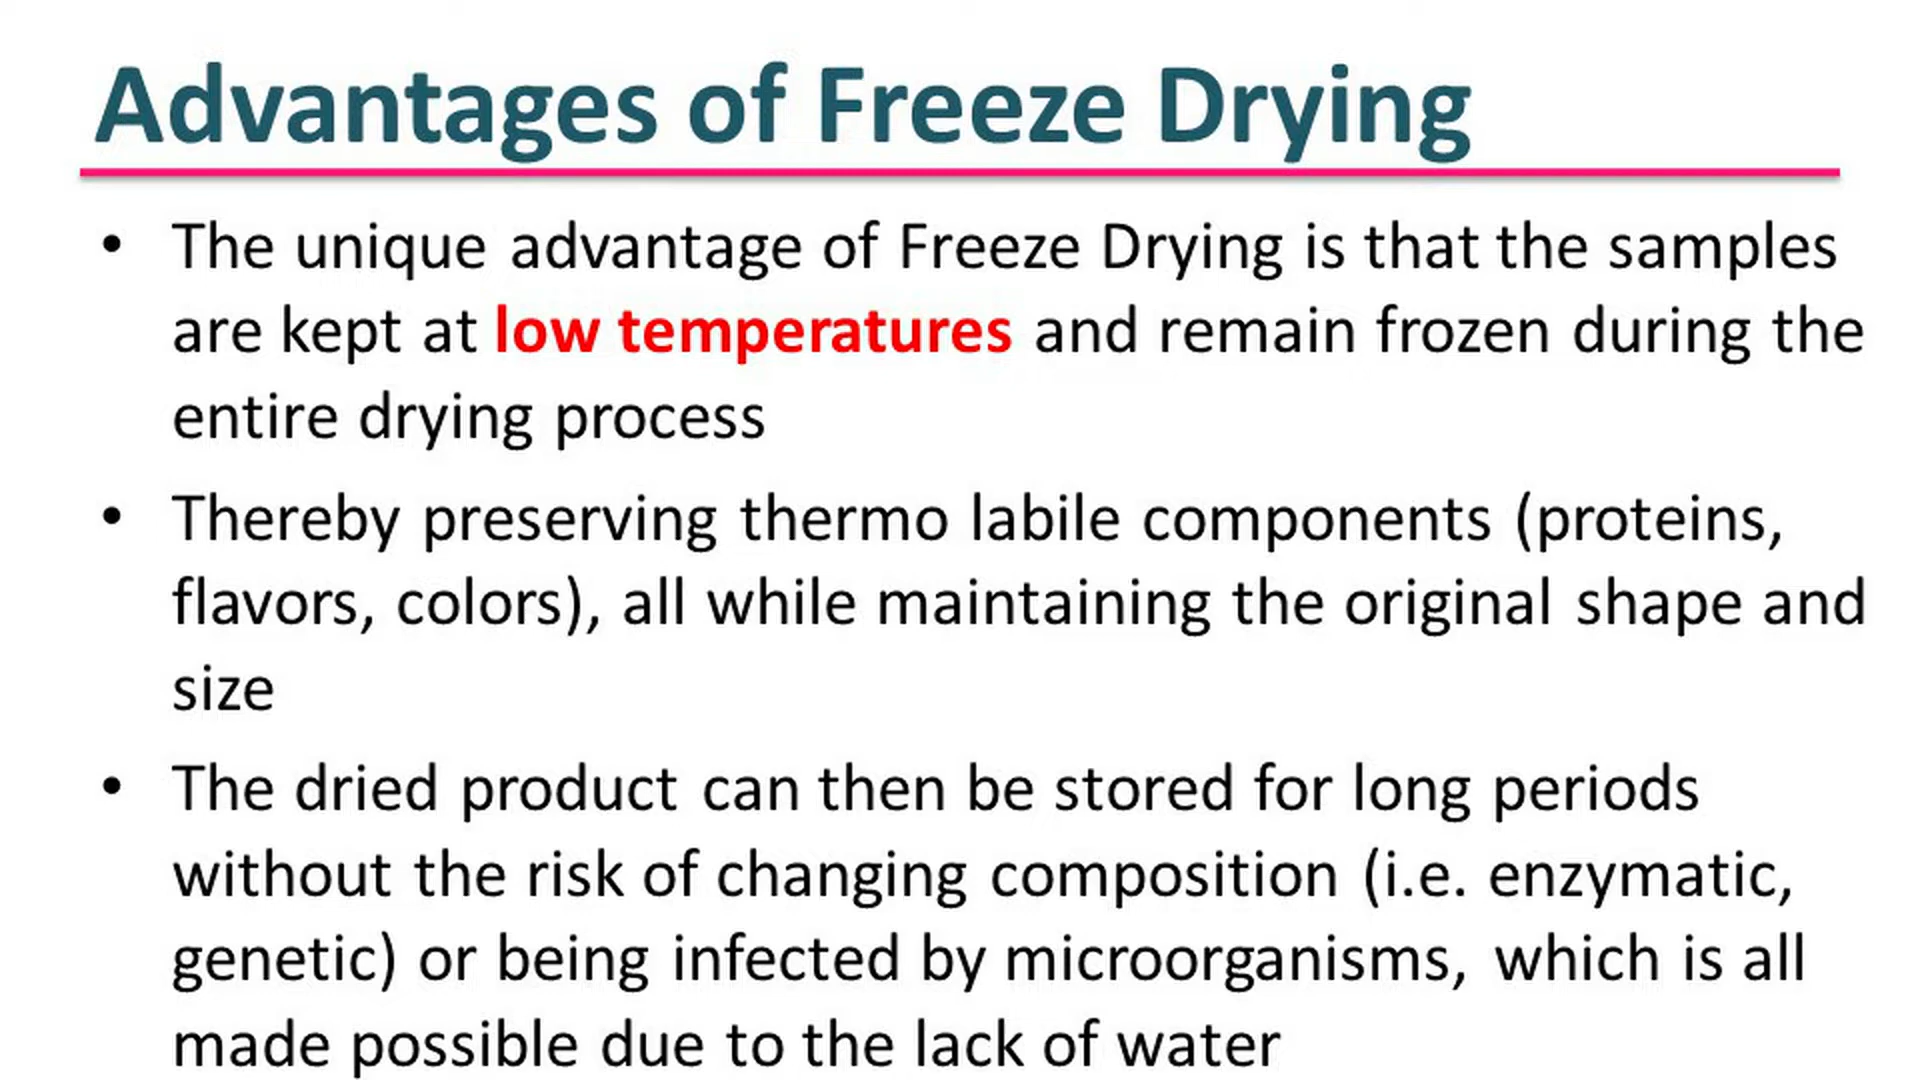 Advantages of Freeze Drying
• The unique advantage of Freeze Drying is that the samples
are kept at low temperatures and remain frozen during the
entire drying process
• Thereby preserving thermo labile components (proteins,
flavors, colors), all while maintaining the original shape and
size
• The dried product can then be stored for long periods
without the risk of changing composition (i.e. enzymatic,
genetic) or being infected by microorganisms, which is all
made possible due to the lack of water